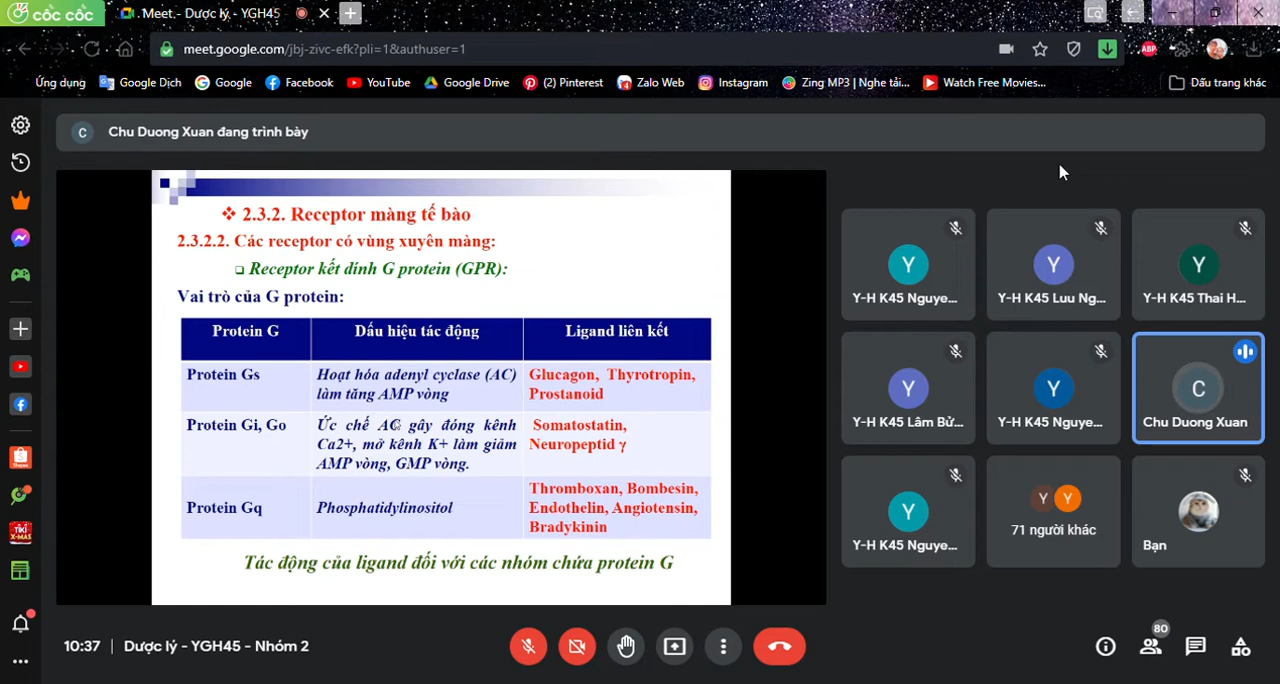 cốc cốc
Meet - Dược lý - YGH45
meet.google.com/jbj-zivc-efk?pli=1&authuser=1
ABP
Ứng dụng
Google Dịch
Google
Facebook
YouTube
Google Drive
(2) Pinterest
Zalo Web
Instagram
Zing MP3 | Nghe tải...
Watch Free Movies...
Dấu trang khác
C
Chu Duong Xuan đang trình bày
❖ 2.3.2. Receptor màng tế bào
2.3.2.2. Các receptor có vùng xuyên màng:
❑ Receptor kết dính G protein (GPR):
Vai trò của G protein:
Protein G
Dấu hiệu tác động
Ligand liên kết
Protein Gs
Hoạt hóa adenyl cyclase (AC)
làm tăng AMP vòng
Glucagon, Thyrotropin,
Prostanoid
Protein Gi, Go
Ức chế AC gây đóng kênh
Ca2+, mở kênh K+ làm giảm
AMP vòng, GMP vòng.
Somatostatin,
Neuropeptid γ
Protein Gq
Phosphatidylinositol
Thromboxan, Bombesin,
Endothelin, Angiotensin,
Bradykinin
Tác động của ligand đối với các nhóm chứa protein G
Y
Y-H K45 Nguye...
Y
Y-H K45 Luu Ng...
Y
Y-H K45 Thai H...
Y
Y-H K45 Lâm Bử...
Y
Y-H K45 Nguye...
C
Chu Duong Xuan
Y
Y-H K45 Nguye...
Y Y
71 người khác
Bạn
Shopee
TIKI
X-MAS
10:37 | Dược lý - YGH45 - Nhóm 2
80